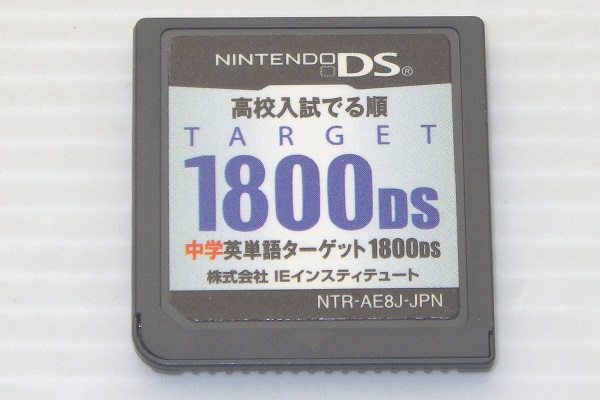 NINTENDO DS®
高校入試でる順
TARGET
1800DS
中学英単語ターゲット1800DS
株式会社 IEインスティテュート
NTR-AE8J-JPN